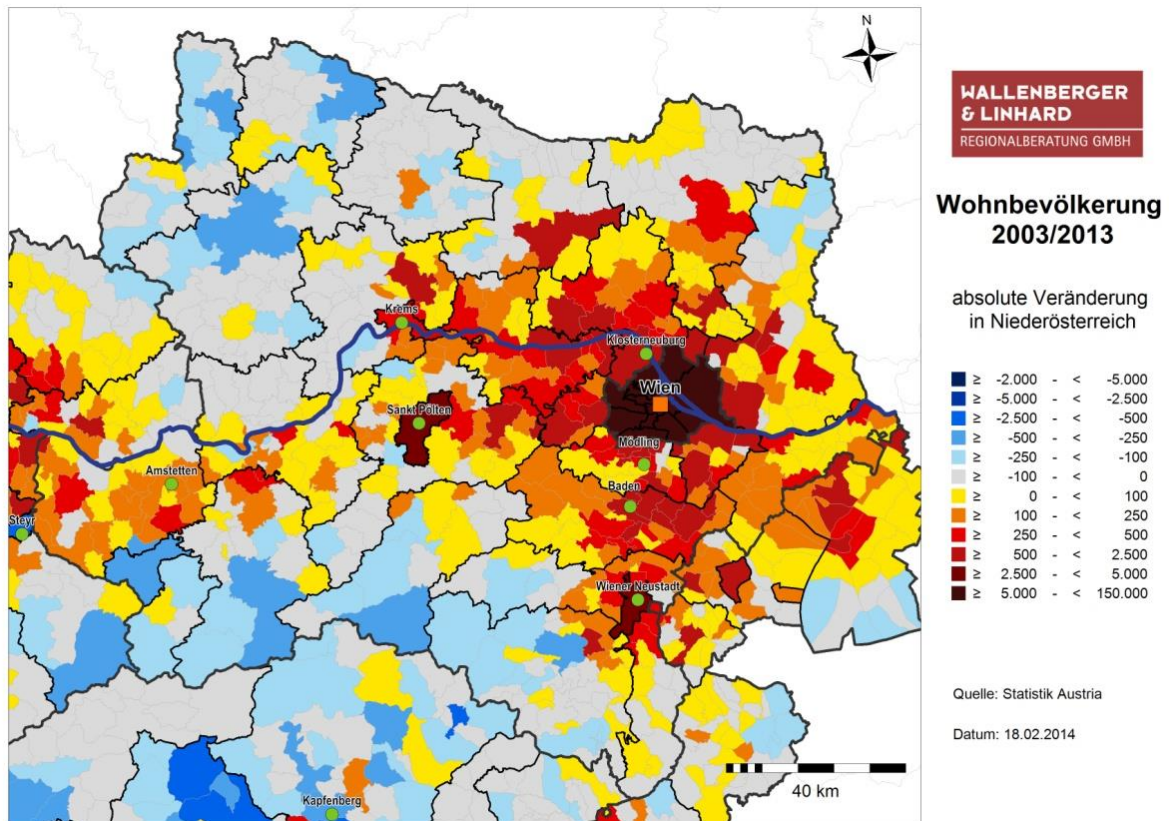 N
Krems
Klosterneuburg
Wien
Sankt Pölten
Mödling
Amstetten
Baden
Steyr
Wiener Neustadt
Kapfenberg
40 km
WALLENBERGER
& LINHARD
REGIONALBERATUNG GMBH
Wohnbevölkerung
2003/2013
absolute Veränderung
in Niederösterreich
≥ -2.000 - < -5.000
≥ -5.000 - < -2.500
≥ -2.500 - < -500
≥ -500 - < -250
≥ -250 - < -100
≥ -100 - < 0
≥ 0 - < 100
≥ 100 - < 250
≥ 250 - < 500
≥ 500 - < 2.500
≥ 2.500 - < 5.000
≥ 5.000 - < 150.000
Quelle: Statistik Austria
Datum: 18.02.2014